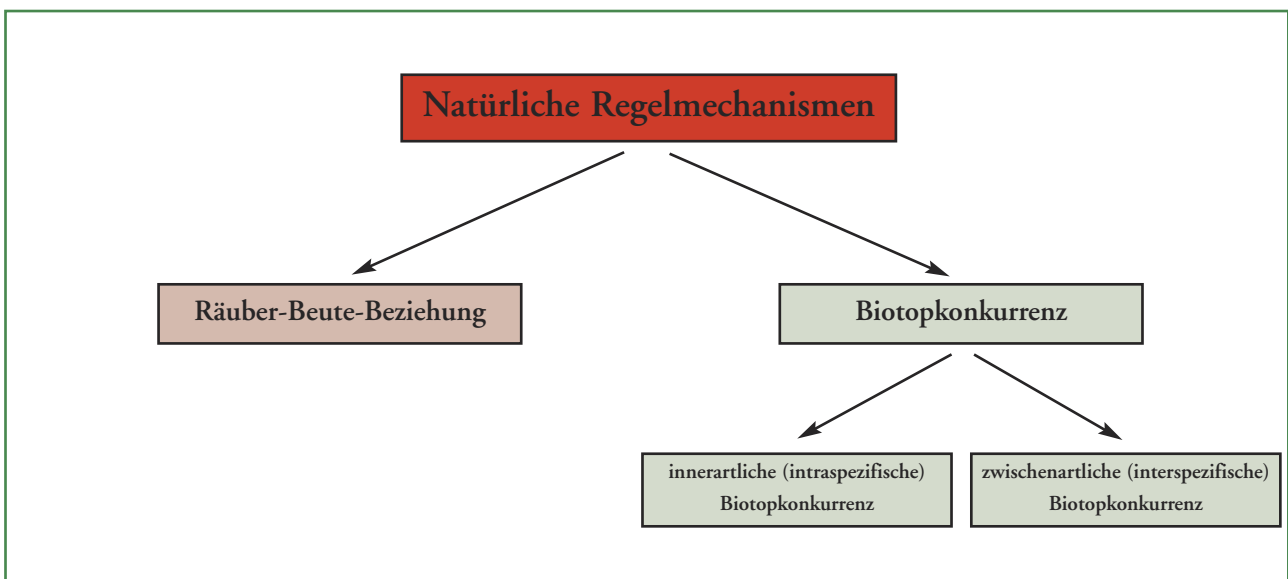 Natürliche Regelmechanismen
Räuber-Beute-Beziehung
Biotopkonkurrenz
innerartliche (intraspezifische)
Biotopkonkurrenz
zwischenartliche (interspezifische)
Biotopkonkurrenz